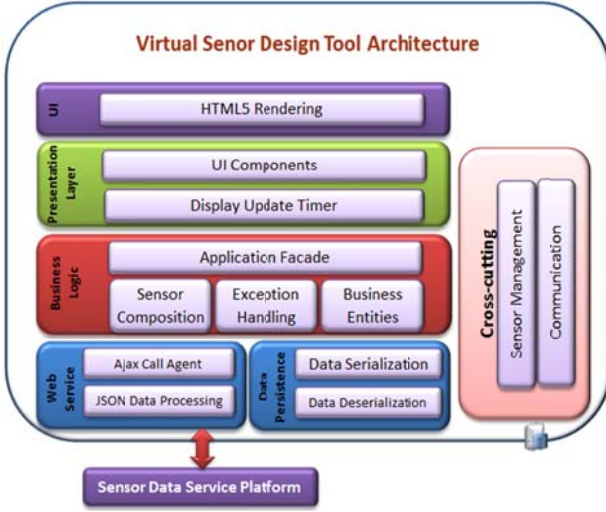 Virtual Senor Design Tool Architecture
UI
HTML5 Rendering
Presentation
Layer
UI Components
Display Update Timer
Business
Logic
Application Facade
Sensor
Composition
Exception
Handling
Business
Entities
Web
Service
Ajax Call Agent
JSON Data Processing
Data
Persistence
Data Serialization
Data Deserialization
Cross-cutting
Sensor Management
Communication
Sensor Data Service Platform